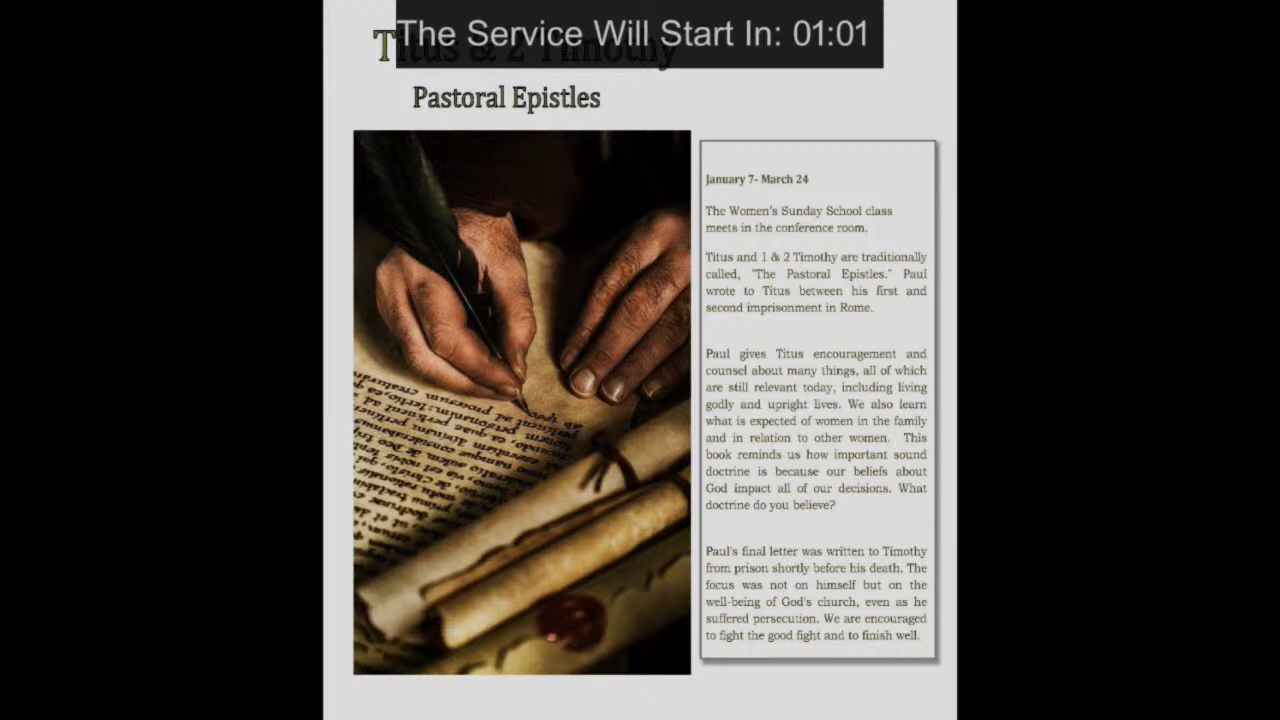 The Service Will Start In: 01:01
Titus & 2 Timothy
Pastoral Epistles
January 7- March 24
The Women's Sunday School class
meets in the conference room.
Titus and 1 & 2 Timothy are traditionally
called, "The Pastoral Epistles." Paul
wrote to Titus between his first and
second imprisonment in Rome.
Paul gives Titus encouragement and
counsel about many things, all of which
are still relevant today, including living
godly and upright lives. We also learn
what is expected of women in the family
and in relation to other women. This
book reminds us how important sound
doctrine is because our beliefs about
God impact all of our decisions. What
doctrine do you believe?
Paul's final letter was written to Timothy
from prison shortly before his death. The
focus was not on himself but on the
well-being of God's church, even as he
suffered persecution. We are encouraged
to fight the good fight and to finish well.